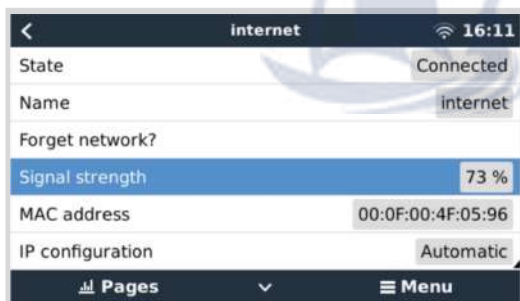 internet 16:11
State Connected
Name internet
Forget network?
Signal strength 73 %
MAC address 00:0F:00:4F:05:96
IP configuration Automatic
Pages Menu